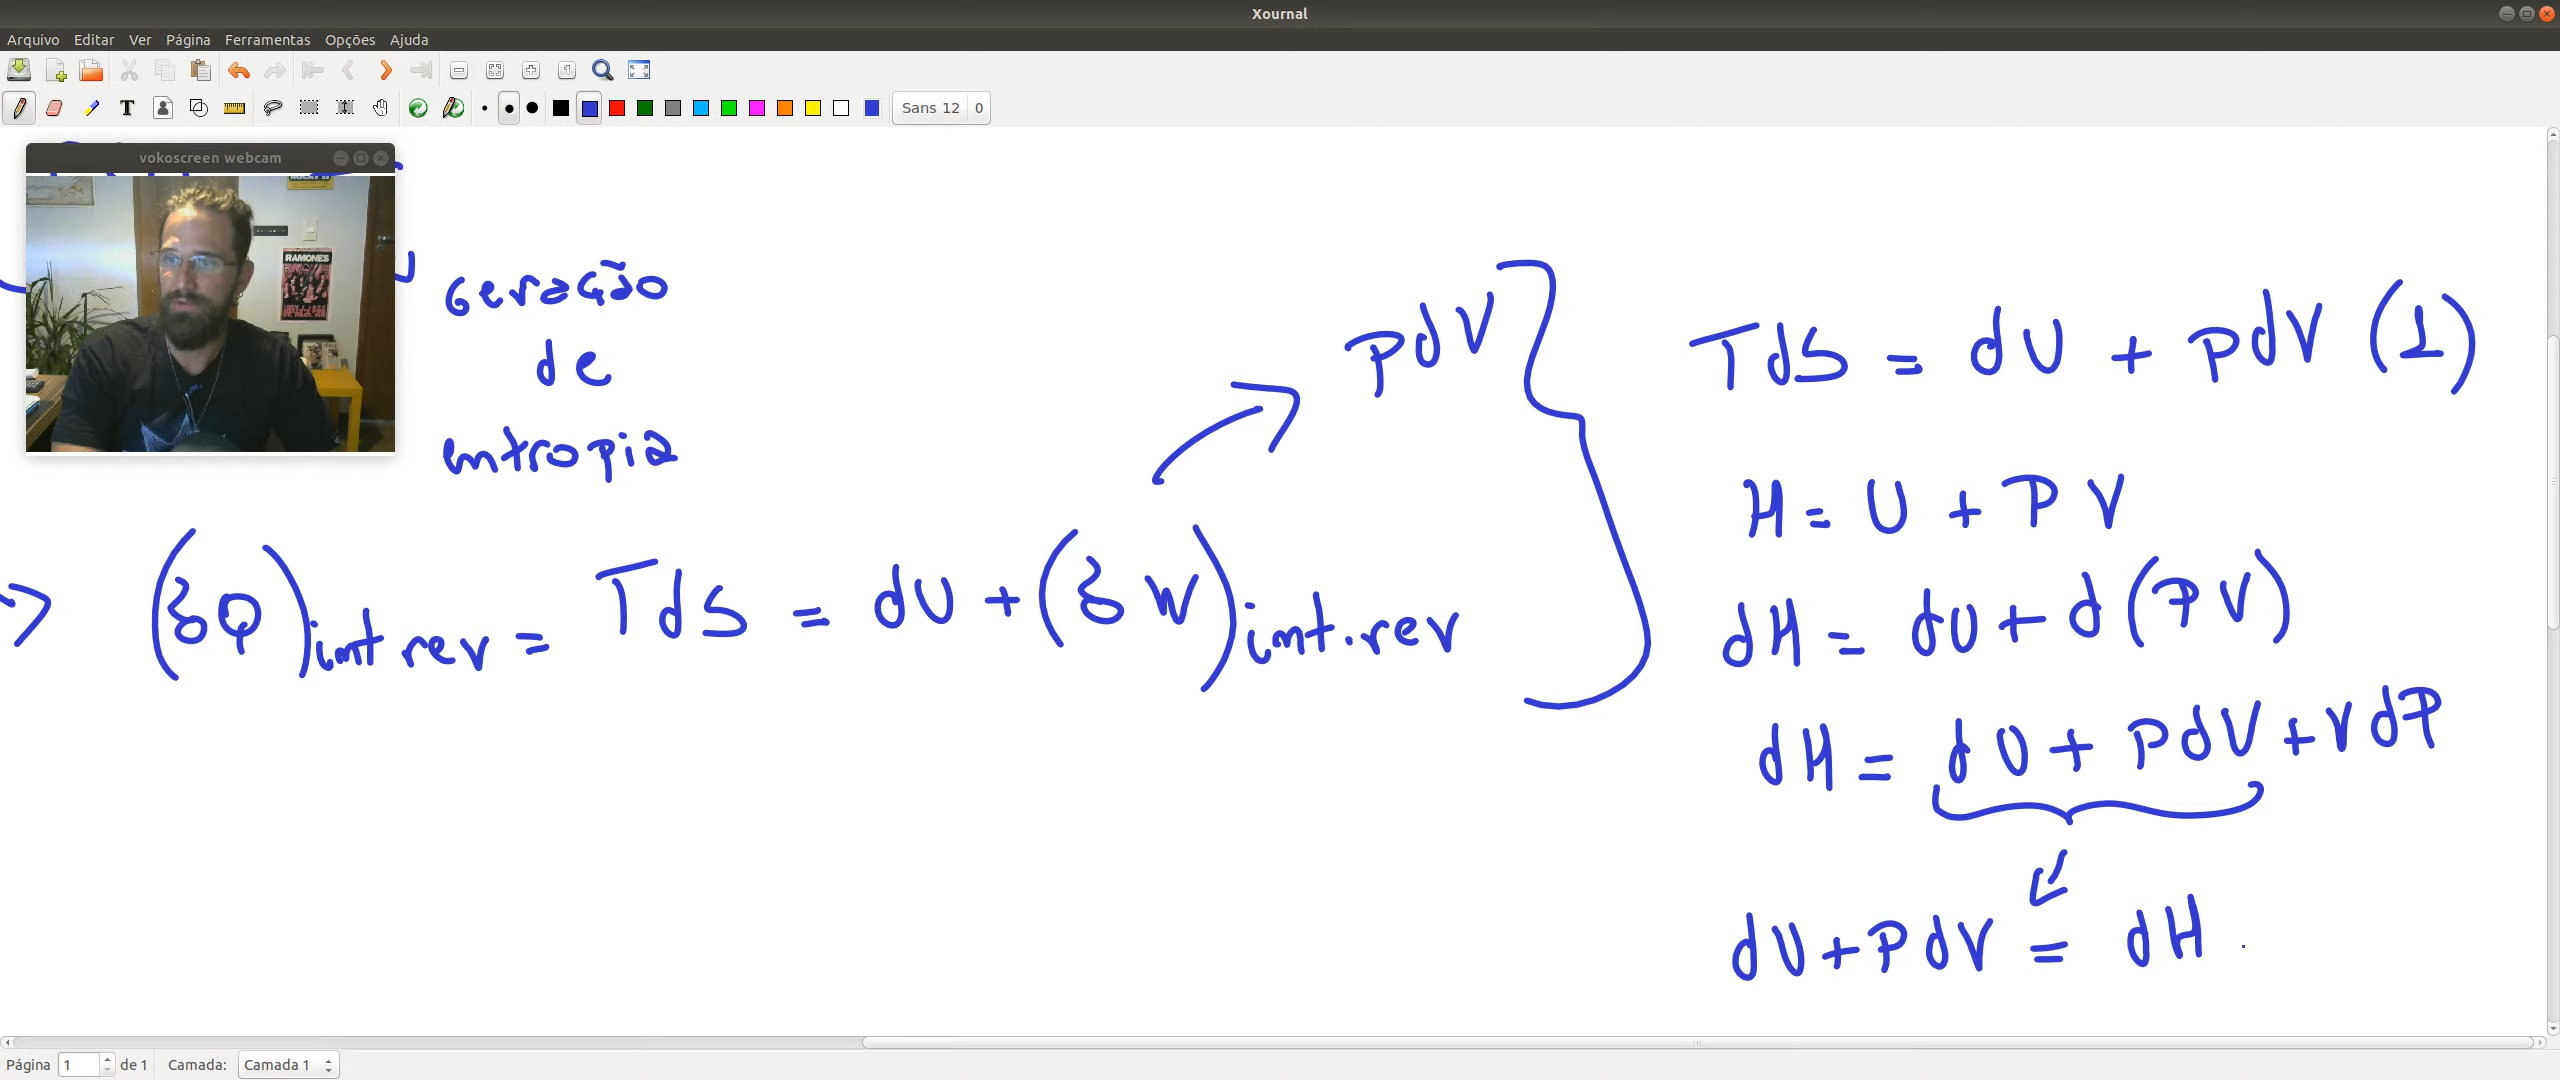 Xournal
Arquivo Editar Ver Página Ferramentas Opções Ajuda
T Sans 12 0
vokoscreen webcam
RAMONES
Geração
de
entropia
pdV
(δQ)int rev = TdS = dU + (δW)int.rev
TdS = dU + pdV (1)
H = U + PV
dH = dU + d(PV)
dH = dU + PdV + VdP
dU + PdV = dH
Página 1 de 1 Camada: Camada 1